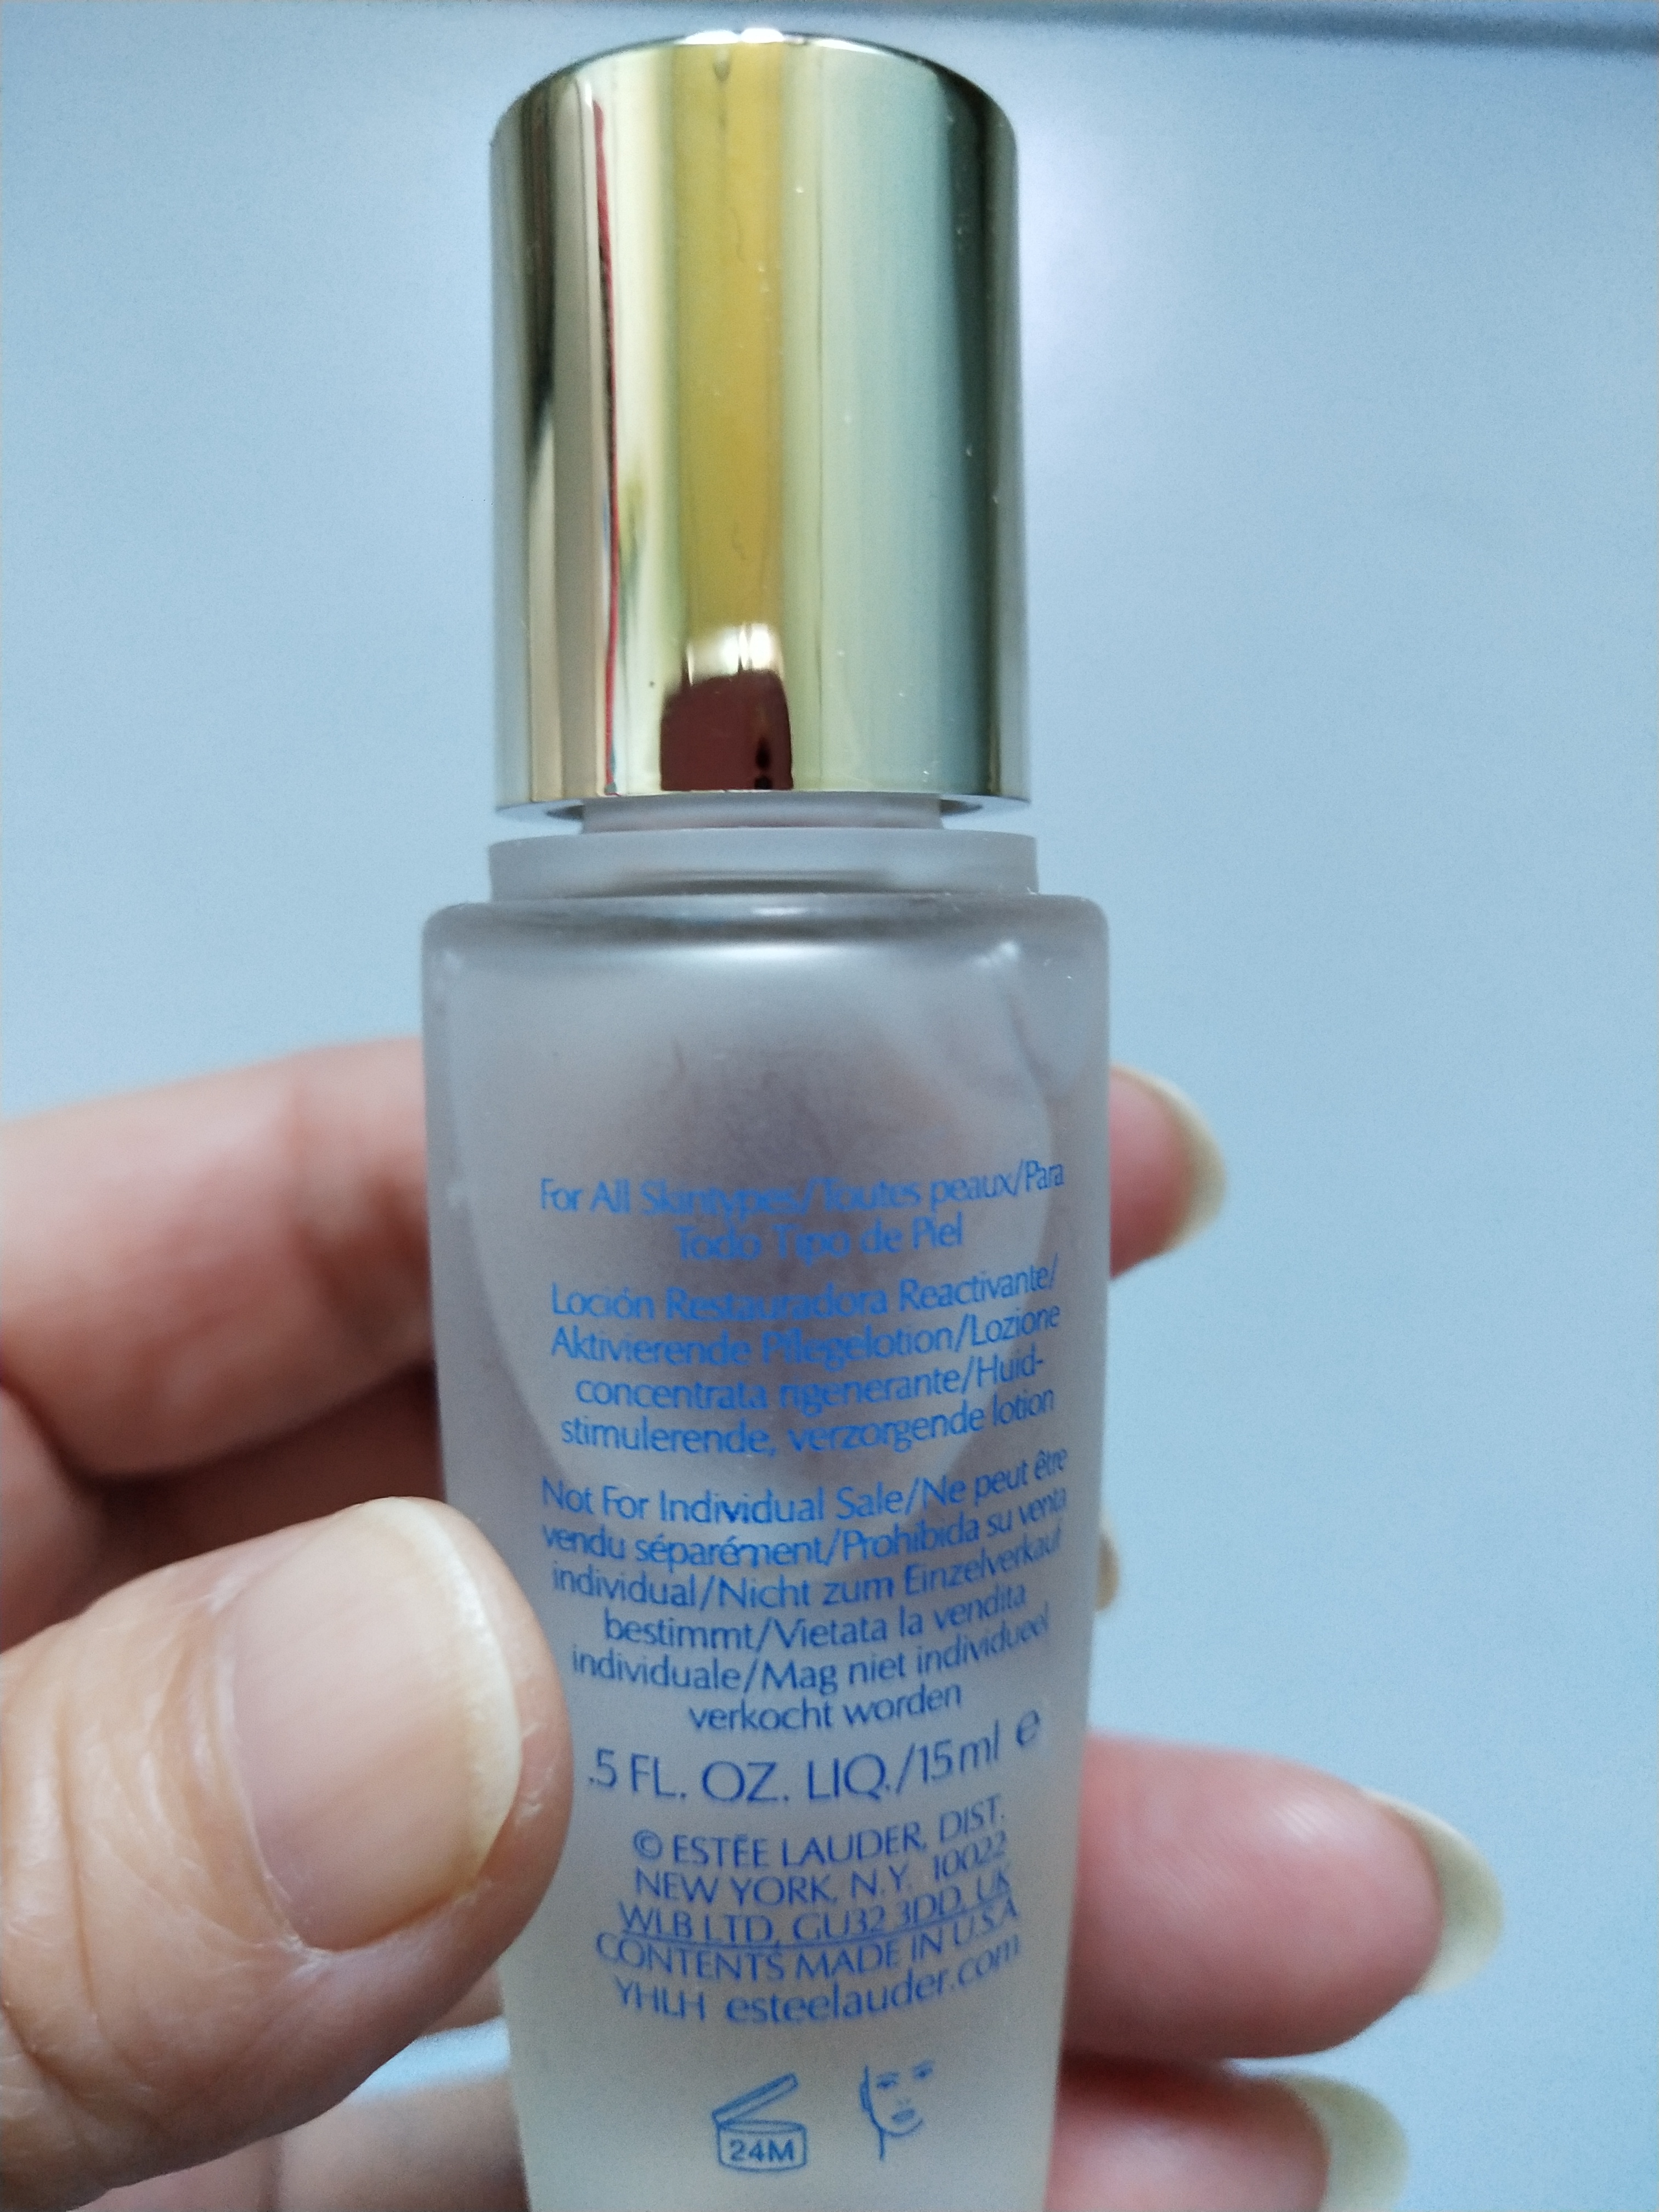 For All Skintypes/Toutes peaux/Para
Todo Tipo de Piel
Loción Restauradora Reactivante/
Aktivierende Pflegelotion/Lozione
concentrata rigenerante/Huid-
stimulerende, verzorgende lotion
Not For Individual Sale/Ne peut être
vendu séparément/Prohibida su venta
individual/Nicht zum Einzelverkauf
bestimmt/Vietata la vendita
individuale/Mag niet individueel
verkocht worden
.5 FL. OZ. LIQ./15ml e
© ESTĒE LAUDER, DIST.
NEW YORK, N.Y. 10022
WLB LTD, GU32 3DD, UK
CONTENTS MADE IN U.S.A
YHLH esteelauder.com
24M